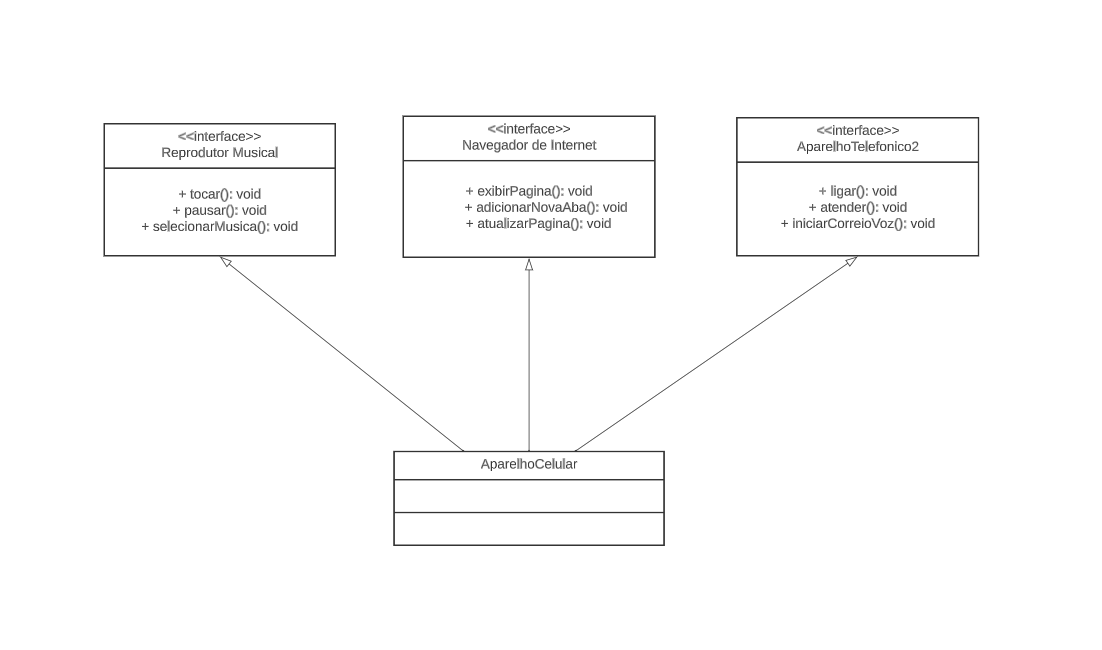 <<interface>>
Reprodutor Musical
+ tocar(): void
+ pausar(): void
+ selecionarMusica(): void
<<interface>>
Navegador de Internet
+ exibirPagina(): void
+ adicionarNovaAba(): void
+ atualizarPagina(): void
<<interface>>
AparelhoTelefonico2
+ ligar(): void
+ atender(): void
+ iniciarCorreioVoz(): void
AparelhoCelular